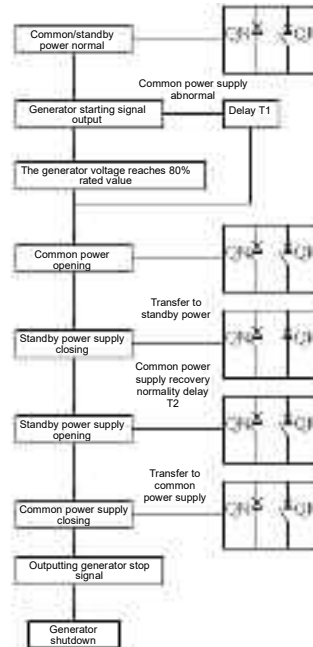 Common/standby
power normal
Common power supply
abnormal
Generator starting signal
output
Delay T1
The generator voltage reaches 80%
rated value
Common power
opening
Transfer to
standby power
Standby power supply
closing
Common power
supply recovery
normality delay
T2
Standby power supply
opening
Transfer to
common
power supply
Common power supply
closing
Outputting generator stop
signal
Generator
shutdown